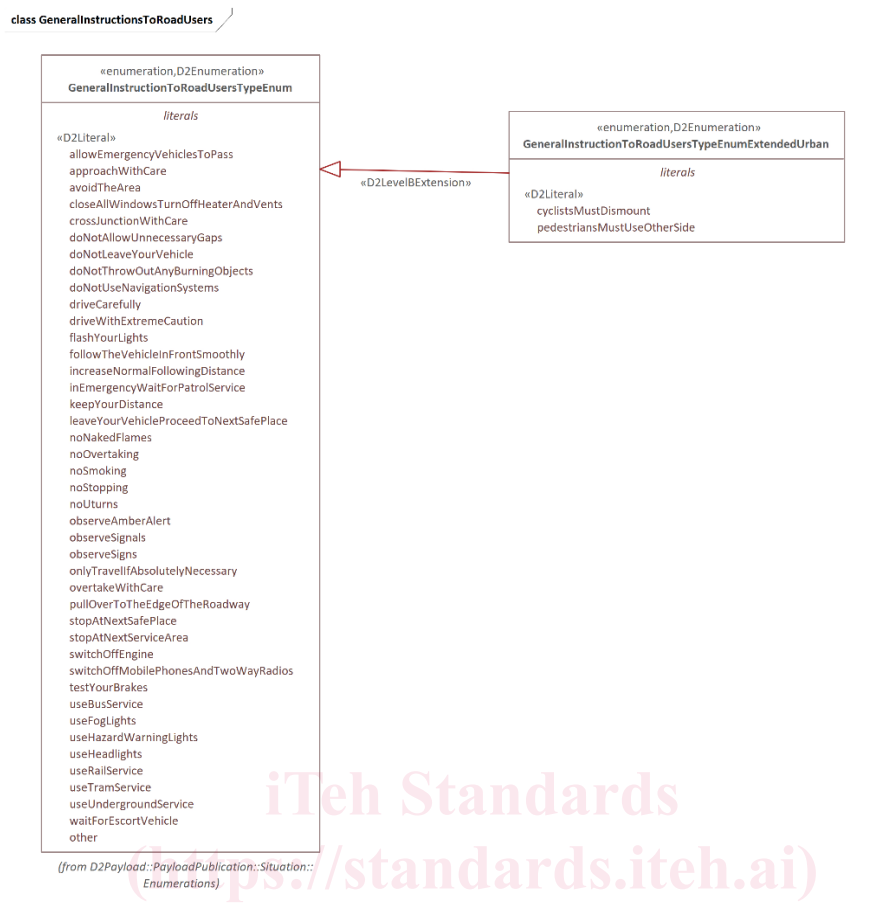 class GeneralInstructionsToRoadUsers
«enumeration,D2Enumeration»
GeneralInstructionToRoadUsersTypeEnum
literals
«D2Literal»
allowEmergencyVehiclesToPass
approachWithCare
avoidTheArea
closeAllWindowsTurnOffHeaterAndVents
crossJunctionWithCare
doNotAllowUnnecessaryGaps
doNotLeaveYourVehicle
doNotThrowOutAnyBurningObjects
doNotUseNavigationSystems
driveCarefully
driveWithExtremeCaution
flashYourLights
followTheVehicleInFrontSmoothly
increaseNormalFollowingDistance
inEmergencyWaitForPatrolService
keepYourDistance
leaveYourVehicleProceedToNextSafePlace
noNakedFlames
noOvertaking
noSmoking
noStopping
noUturns
observeAmberAlert
observeSignals
observeSigns
onlyTravelIfAbsolutelyNecessary
overtakeWithCare
pullOverToTheEdgeOfTheRoadway
stopAtNextSafePlace
stopAtNextServiceArea
switchOffEngine
switchOffMobilePhonesAndTwoWayRadios
testYourBrakes
useBusService
useFogLights
useHazardWarningLights
useHeadlights
useRailService
useTramService
useUndergroundService
waitForEscortVehicle
other
(from D2Payload::PayloadPublication::Situation::
Enumerations)
«D2LevelBExtension»
«enumeration,D2Enumeration»
GeneralInstructionToRoadUsersTypeEnumExtendedUrban
literals
«D2Literal»
cyclistsMustDismount
pedestriansMustUseOtherSide
iTeh Standards
(https://standards.iteh.ai)